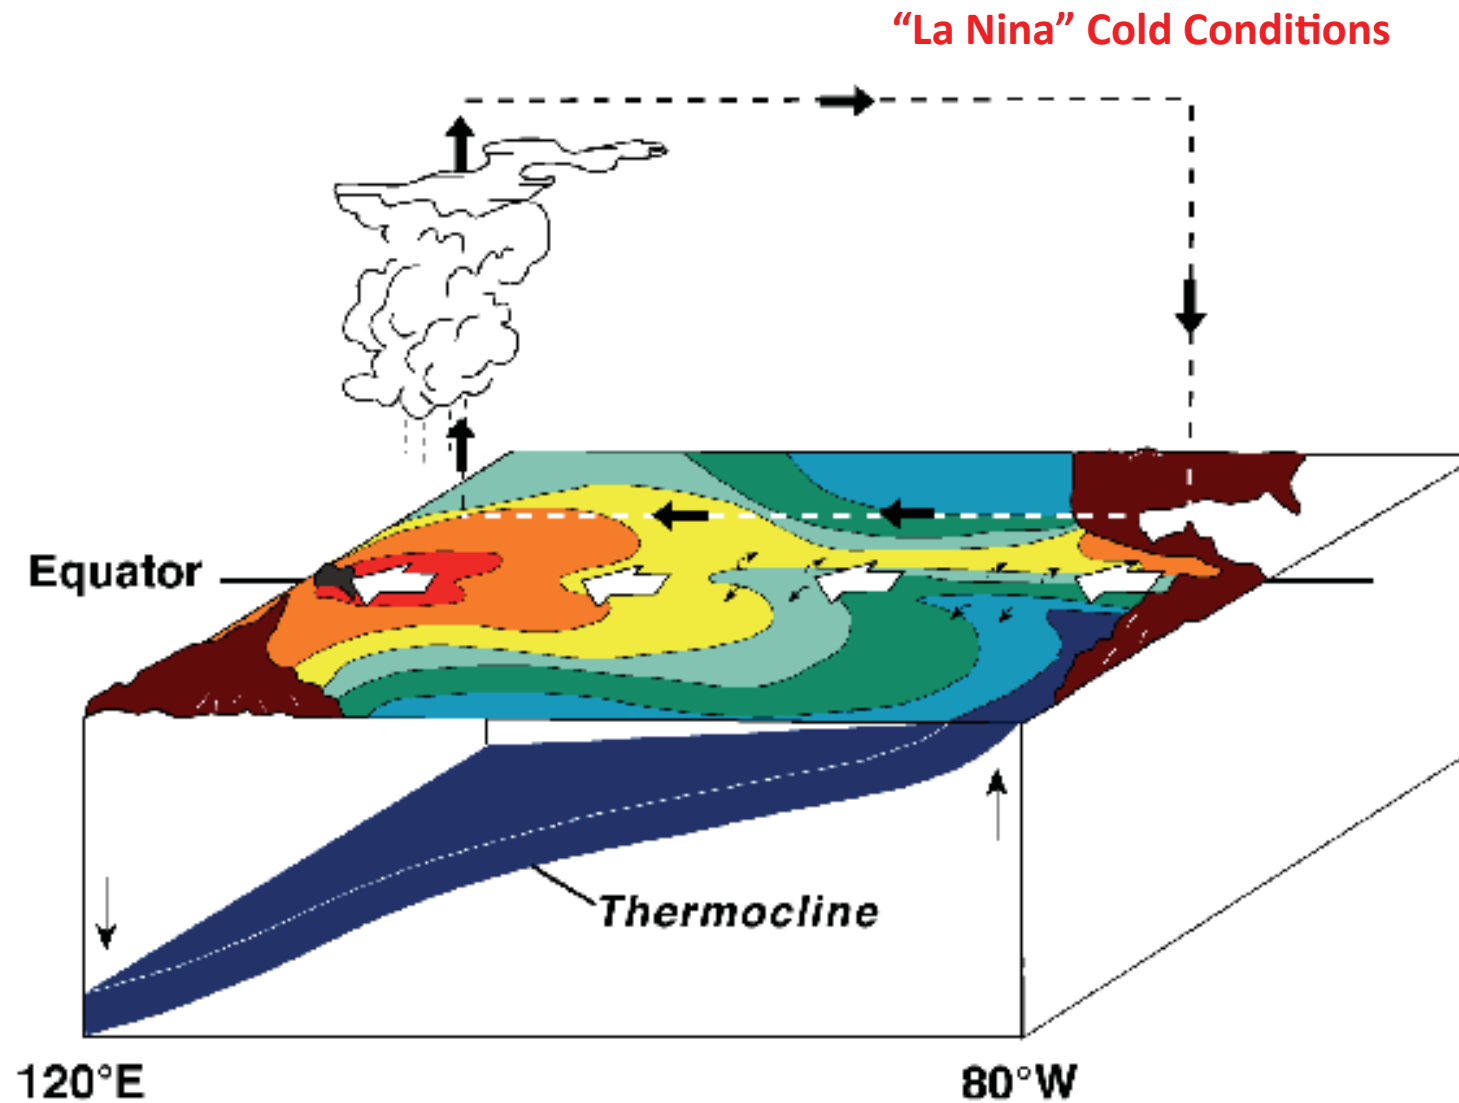 “La Nina” Cold Conditions
Equator
Thermocline
120°E
80°W